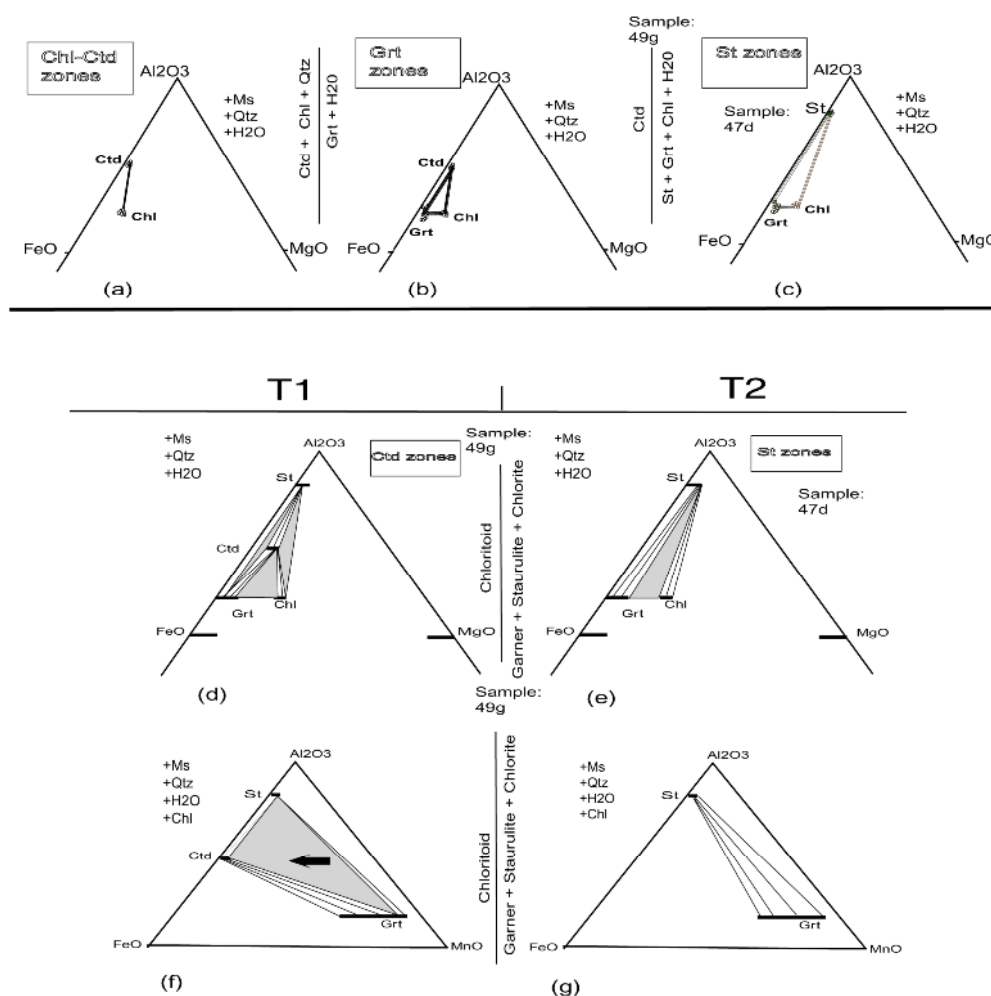 Chl-Ctd
zones
Al2O3
+Ms
+Qtz
+H2O
Ctd
Chl
FeO
MgO
(a)
Ctd + Chl + Qtz
Grt + H20
Grt
zones
Al2O3
+Ms
+Qtz
+H2O
Ctd
Chl
Grt
FeO
MgO
(b)
Sample:
49g
Ctd
St + Grt + Chl + H20
St zones
Al2O3
Sample:
47d
St
+Ms
+Qtz
+H2O
Grt
Chl
FeO
MgO
(c)
T1
T2
+Ms
+Qtz
+H2O
Al2O3
Ctd zones
St
Ctd
Grt
Chl
FeO
MgO
(d)
Sample:
49g
Chloritoid
Garner + Staurulite + Chlorite
+Ms
+Qtz
+H2O
Al2O3
St zones
Sample:
47d
St
Grt
Chl
FeO
MgO
(e)
+Ms
+Qtz
+H2O
+Chl
Al2O3
St
Ctd
Grt
FeO
MnO
(f)
Sample:
49g
Chloritoid
Garner + Staurulite + Chlorite
+Ms
+Qtz
+H2O
+Chl
Al2O3
St
Grt
FeO
MnO
(g)